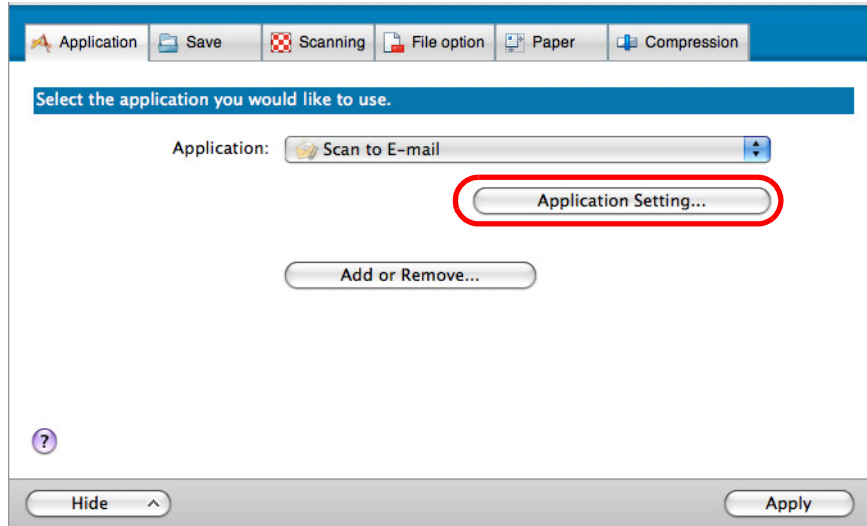 Application Save Scanning File option Paper Compression
Select the application you would like to use.
Application: Scan to E-mail
Application Setting...
Add or Remove...
?
Hide Apply